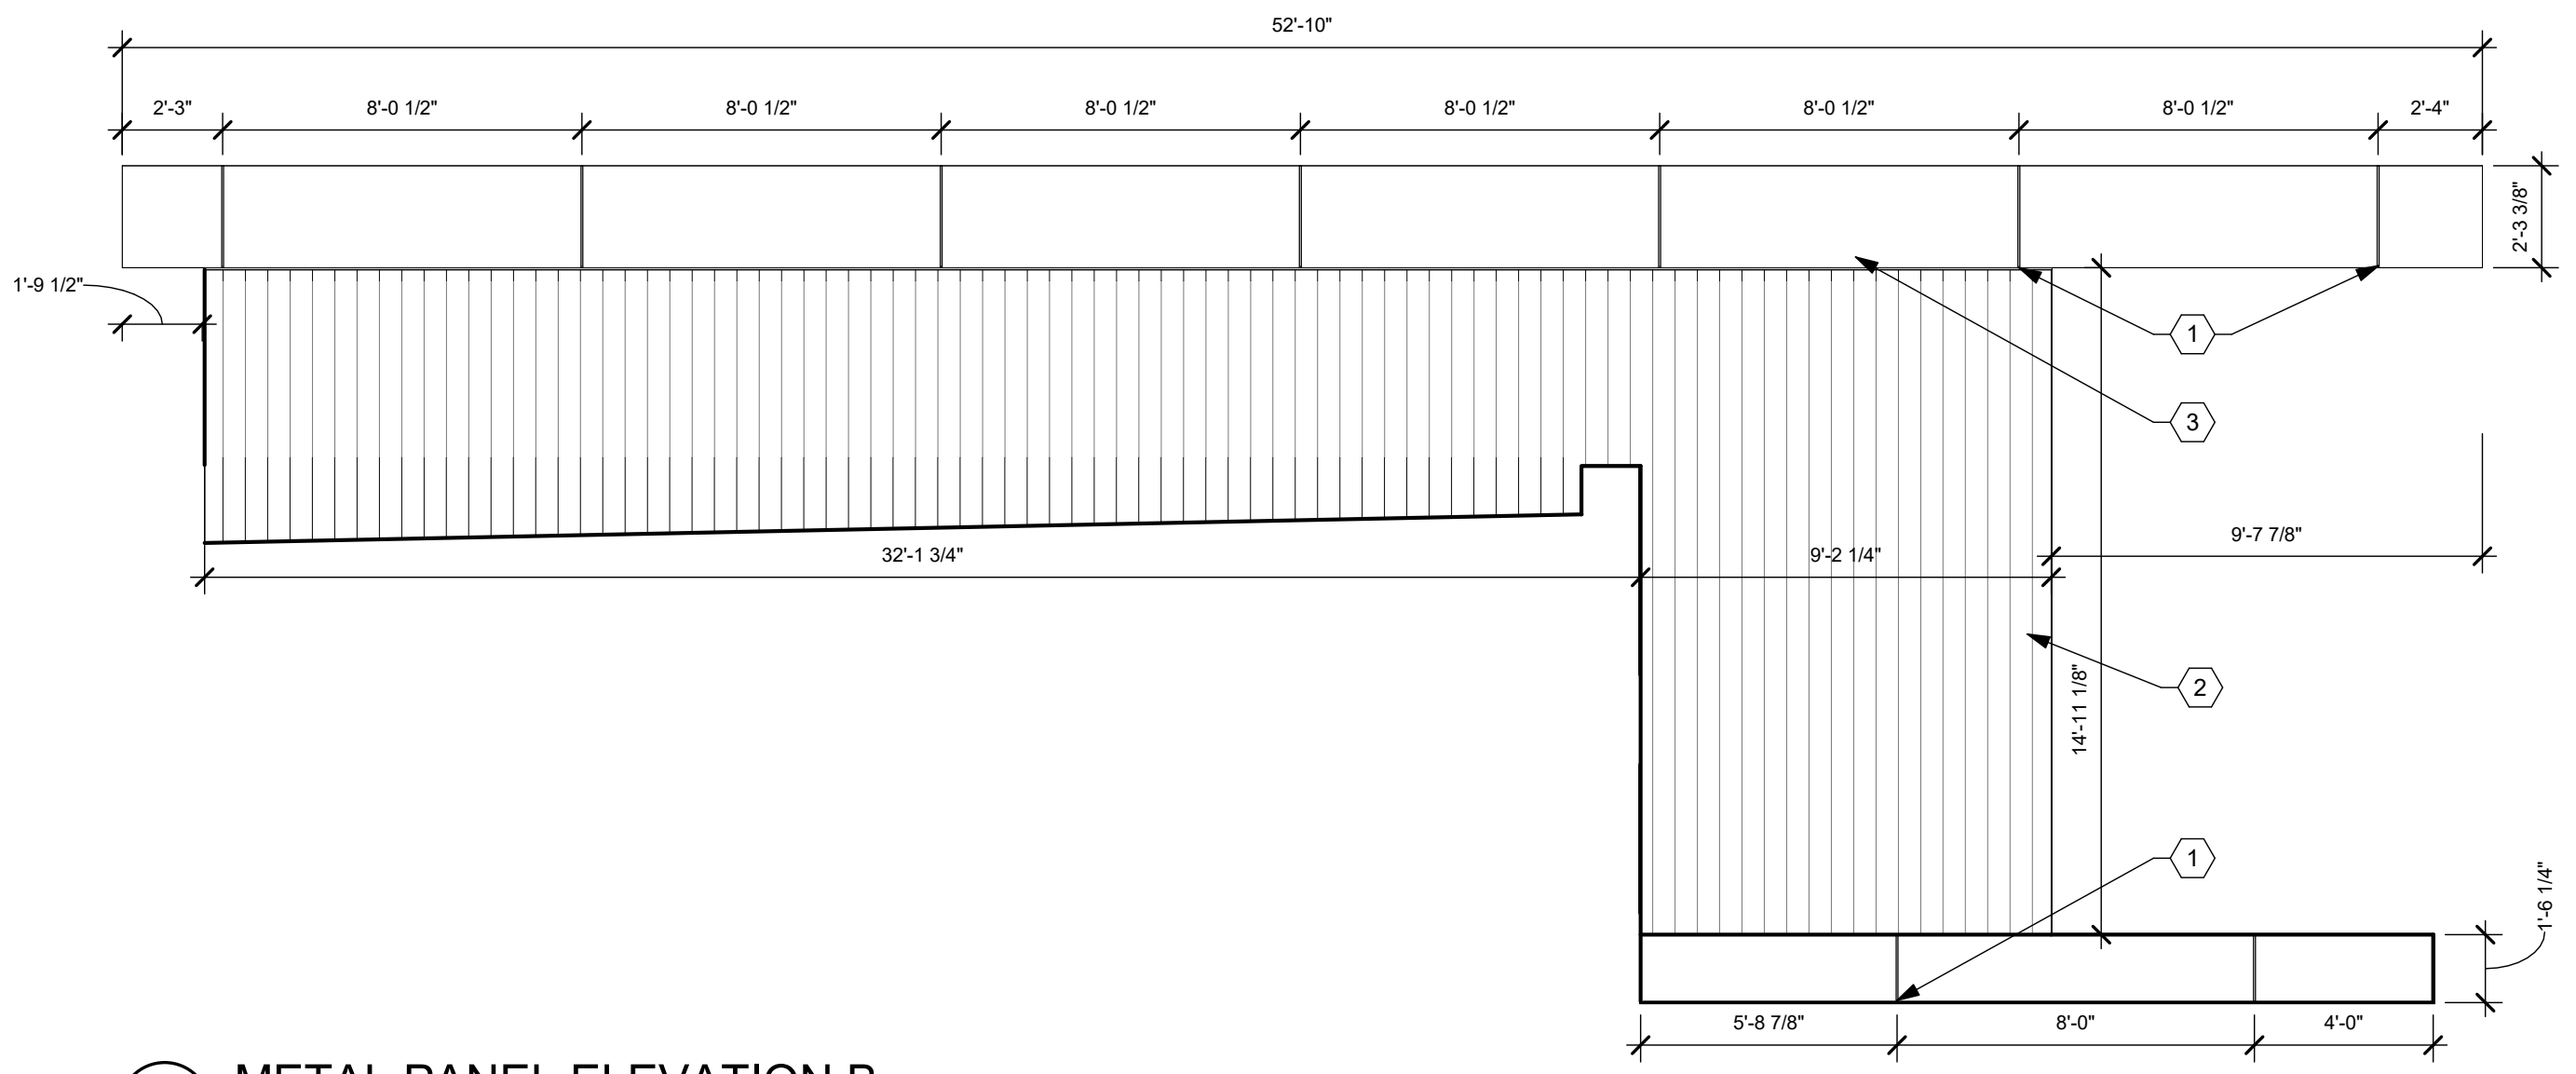 52'-10"
2'-3" 8'-0 1/2" 8'-0 1/2" 8'-0 1/2" 8'-0 1/2" 8'-0 1/2" 8'-0 1/2" 2'-4"
2'-3 3/8"
1'-9 1/2"
1
3
9'-7 7/8"
32'-1 3/4" 9'-2 1/4"
2
14'-11 1/8"
1
1'-6 1/4"
5'-8 7/8" 8'-0" 4'-0"
METAL PANEL ELEVATION B